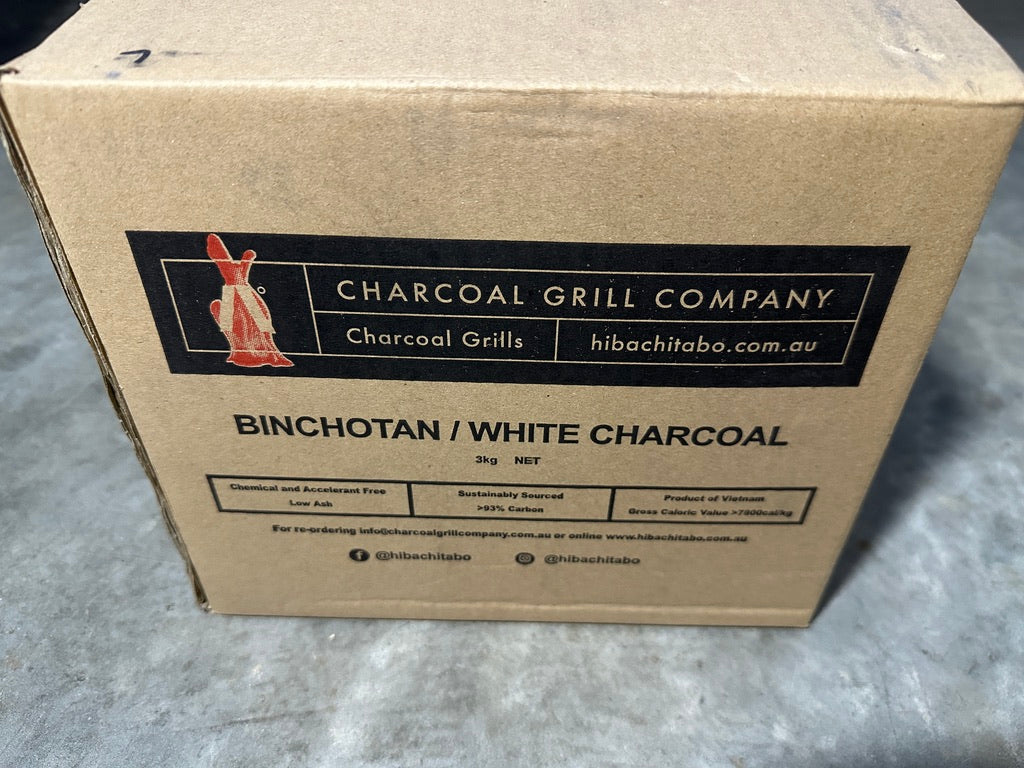 CHARCOAL GRILL COMPANY
Charcoal Grills
hibachitabo.com.au
BINCHOTAN / WHITE CHARCOAL
3kg NET
Chemical and Accelerant Free
Low Ash
Sustainably Sourced
>93% Carbon
Product of Vietnam
Gross Caloric Value >7800cal/kg
For re-ordering info@charcoalgrillcompany.com.au or online www.hibachitabo.com.au
@hibachitabo
@hibachitabo